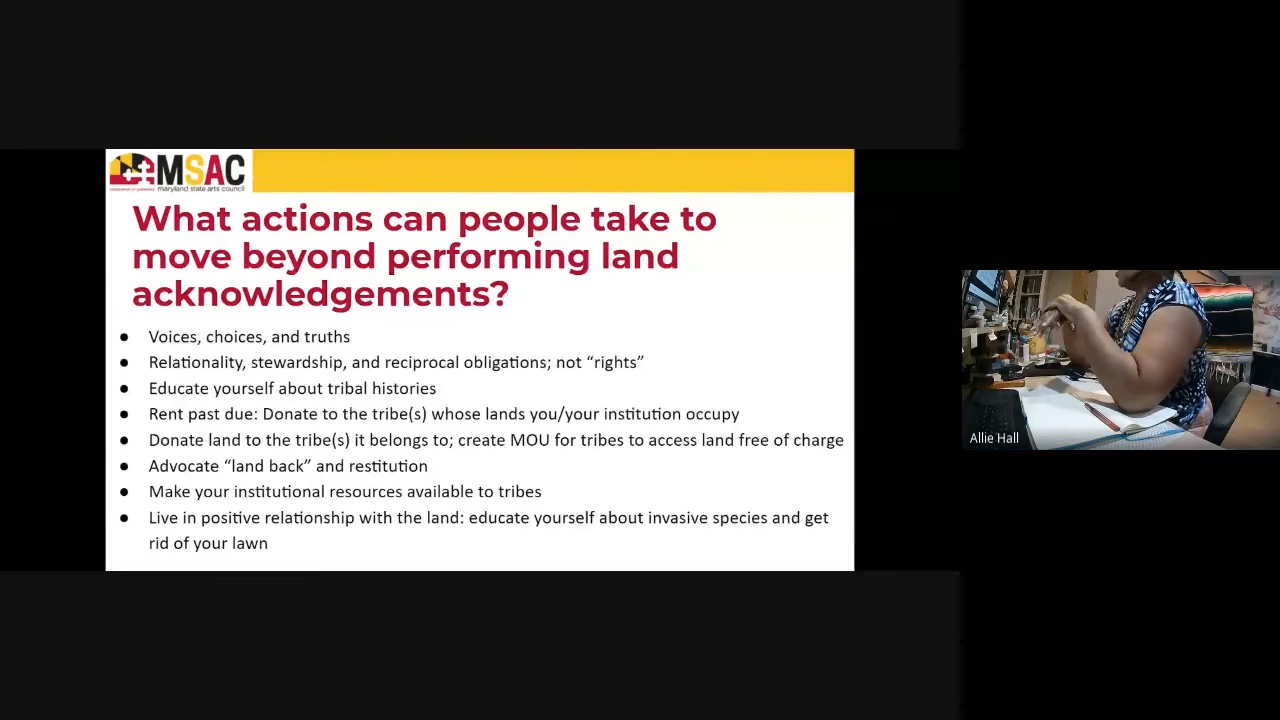 MSAC
maryland state arts council
What actions can people take to
move beyond performing land
acknowledgements?
● Voices, choices, and truths
● Relationality, stewardship, and reciprocal obligations; not “rights”
● Educate yourself about tribal histories
● Rent past due: Donate to the tribe(s) whose lands you/your institution occupy
● Donate land to the tribe(s) it belongs to; create MOU for tribes to access land free of charge
● Advocate “land back” and restitution
● Make your institutional resources available to tribes
● Live in positive relationship with the land: educate yourself about invasive species and get
rid of your lawn
Allie Hall